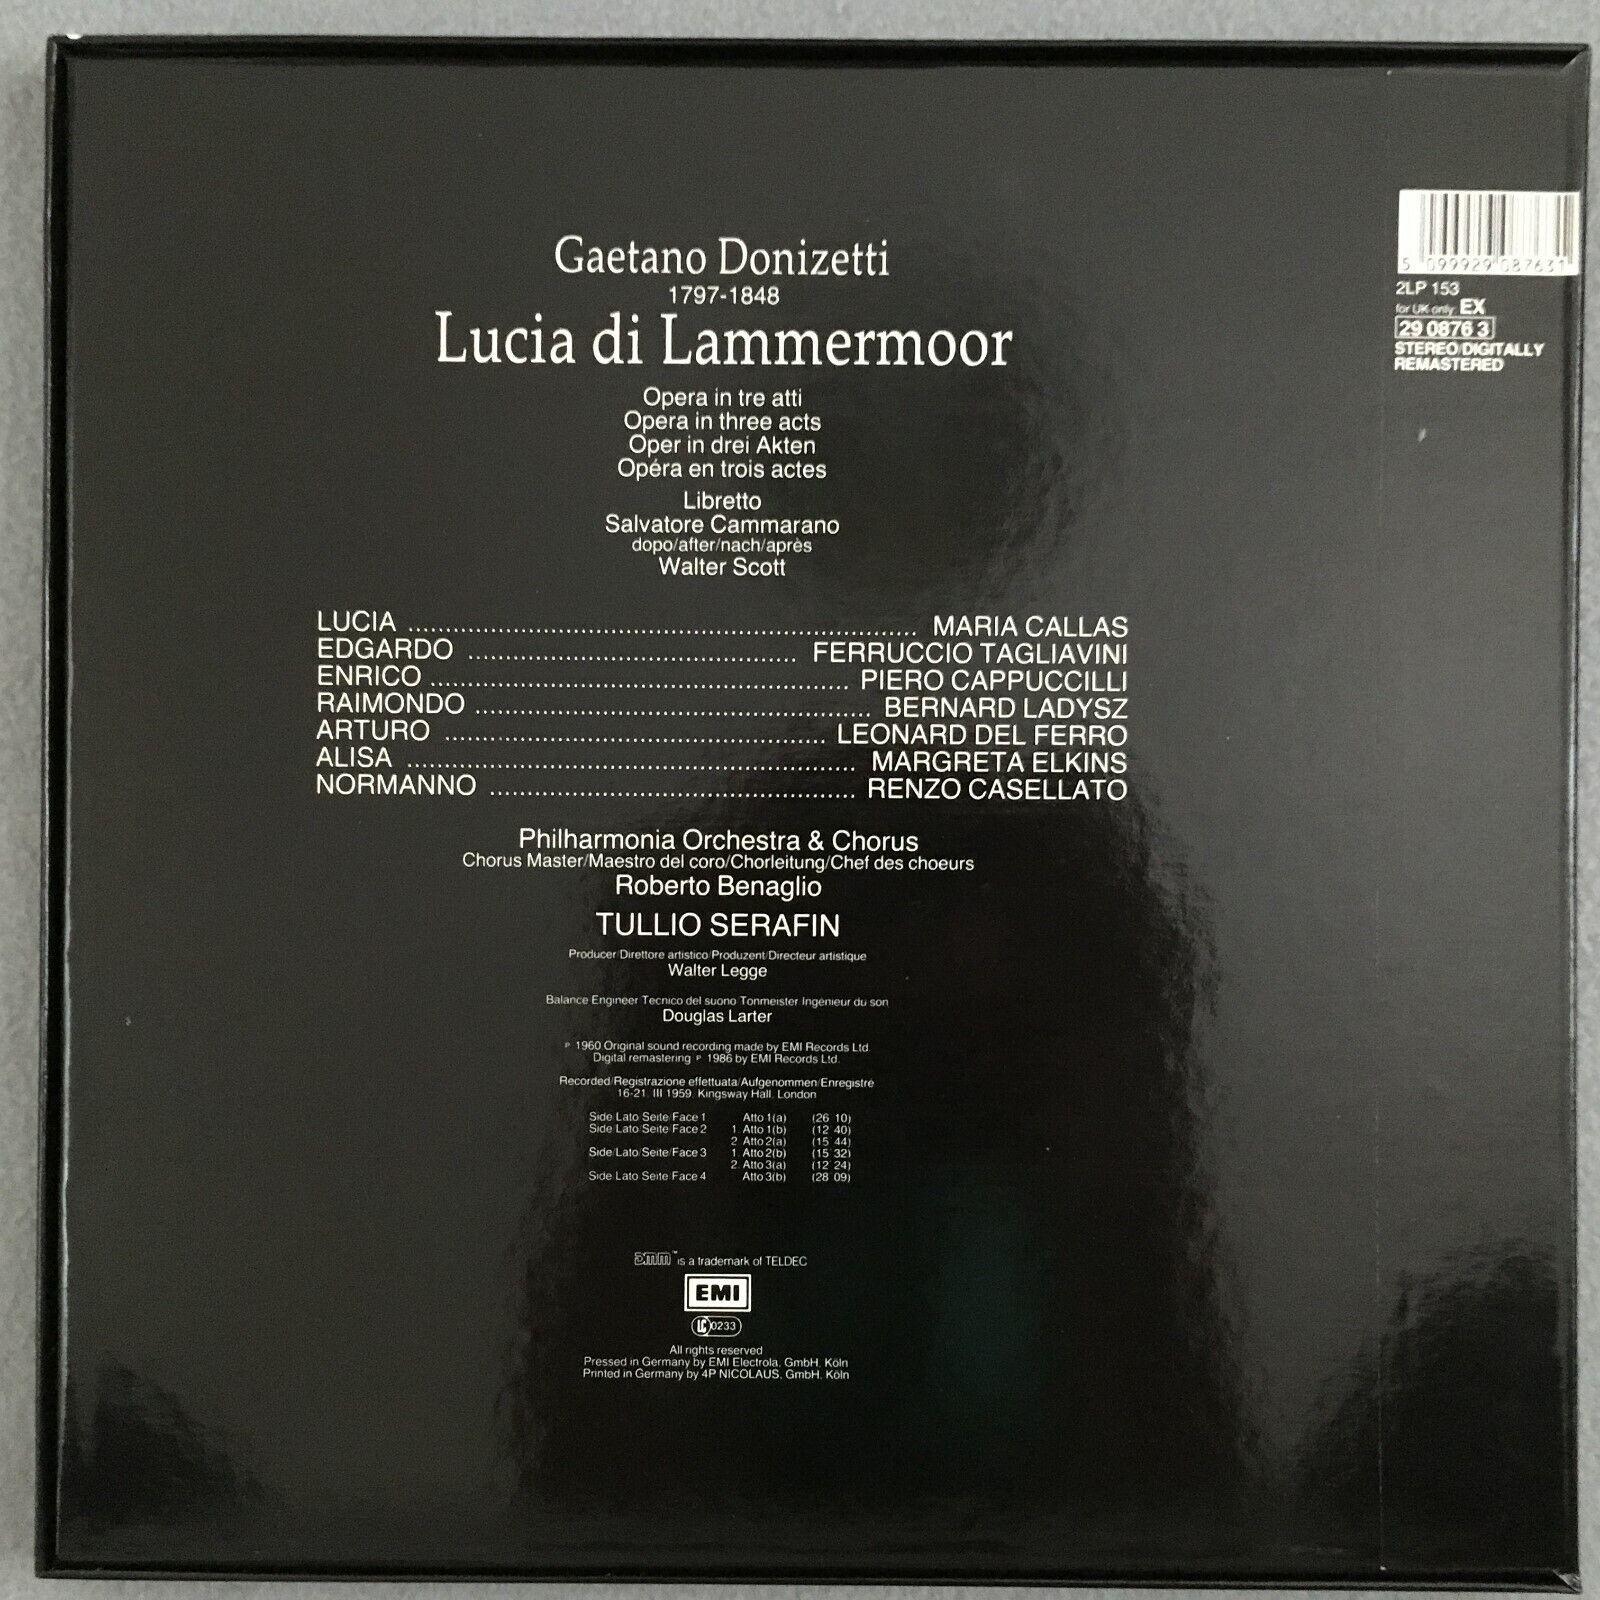 Gaetano Donizetti
1797-1848
Lucia di Lammermoor
Opera in tre atti
Opera in three acts
Oper in drei Akten
Opéra en trois actes
Libretto
Salvatore Cammarano
dopo/after/nach/après
Walter Scott
LUCIA ........ MARIA CALLAS
EDGARDO ........ FERRUCCIO TAGLIAVINI
ENRICO ........ PIERO CAPPUCCILLI
RAIMONDO ........ BERNARD LADYSZ
ARTURO ........ LEONARD DEL FERRO
ALISA ........ MARGRETA ELKINS
NORMANNO ........ RENZO CASELLATO
Philharmonia Orchestra & Chorus
Chorus Master/Maestro del coro/Chorleitung/Chef des choeurs
Roberto Benaglio
TULLIO SERAFIN
Producer/Direttore artistico/Produzent/Directeur artistique
Walter Legge
Balance Engineer Tecnico del suono Tonmeister Ingénieur du son
Douglas Larter
℗ 1960 Original sound recording made by EMI Records Ltd.
Digital remastering ℗ 1986 by EMI Records Ltd.
Recorded/Registrazione effettuata/Aufgenommen/Enregistré
16-21. III 1959. Kingsway Hall, London
Side Lato Seite/Face 1 Atto 1(a) (26 10)
Side Lato Seite/Face 2 1. Atto 1(b) (12 40)
2. Atto 2(a) (15 44)
Side/Lato Seite/Face 3 1. Atto 2(b) (15 32)
2. Atto 3(a) (12 24)
Side Lato Seite Face 4 Atto 3(b) (28 09)
DMM™ is a trademark of TELDEC
EMI
LC 0233
All rights reserved
Pressed in Germany by EMI Electrola, GmbH, Köln
Printed in Germany by 4P NICOLAUS, GmbH, Köln
5 099929 087631
2LP 153
for UK only EX
29 0876 3
STEREO/DIGITALLY
REMASTERED